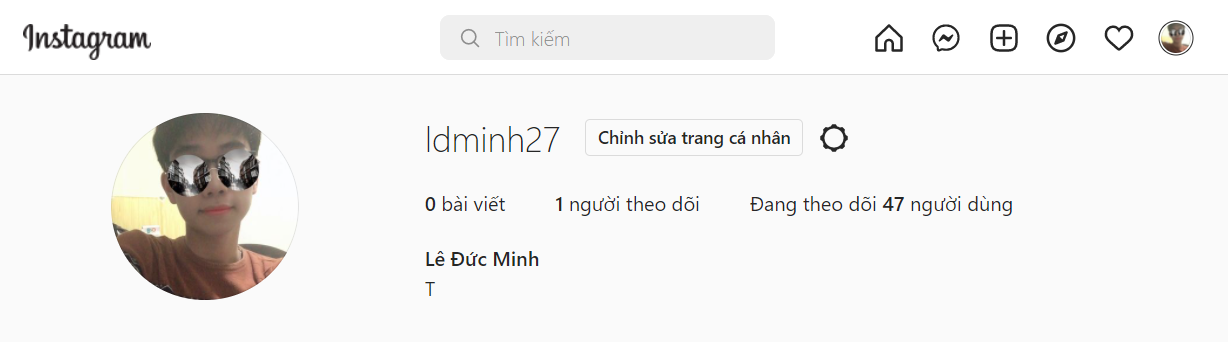 Instagram
Tìm kiếm
ldminh27
Chỉnh sửa trang cá nhân
0 bài viết
1 người theo dõi
Đang theo dõi 47 người dùng
Lê Đức Minh
T